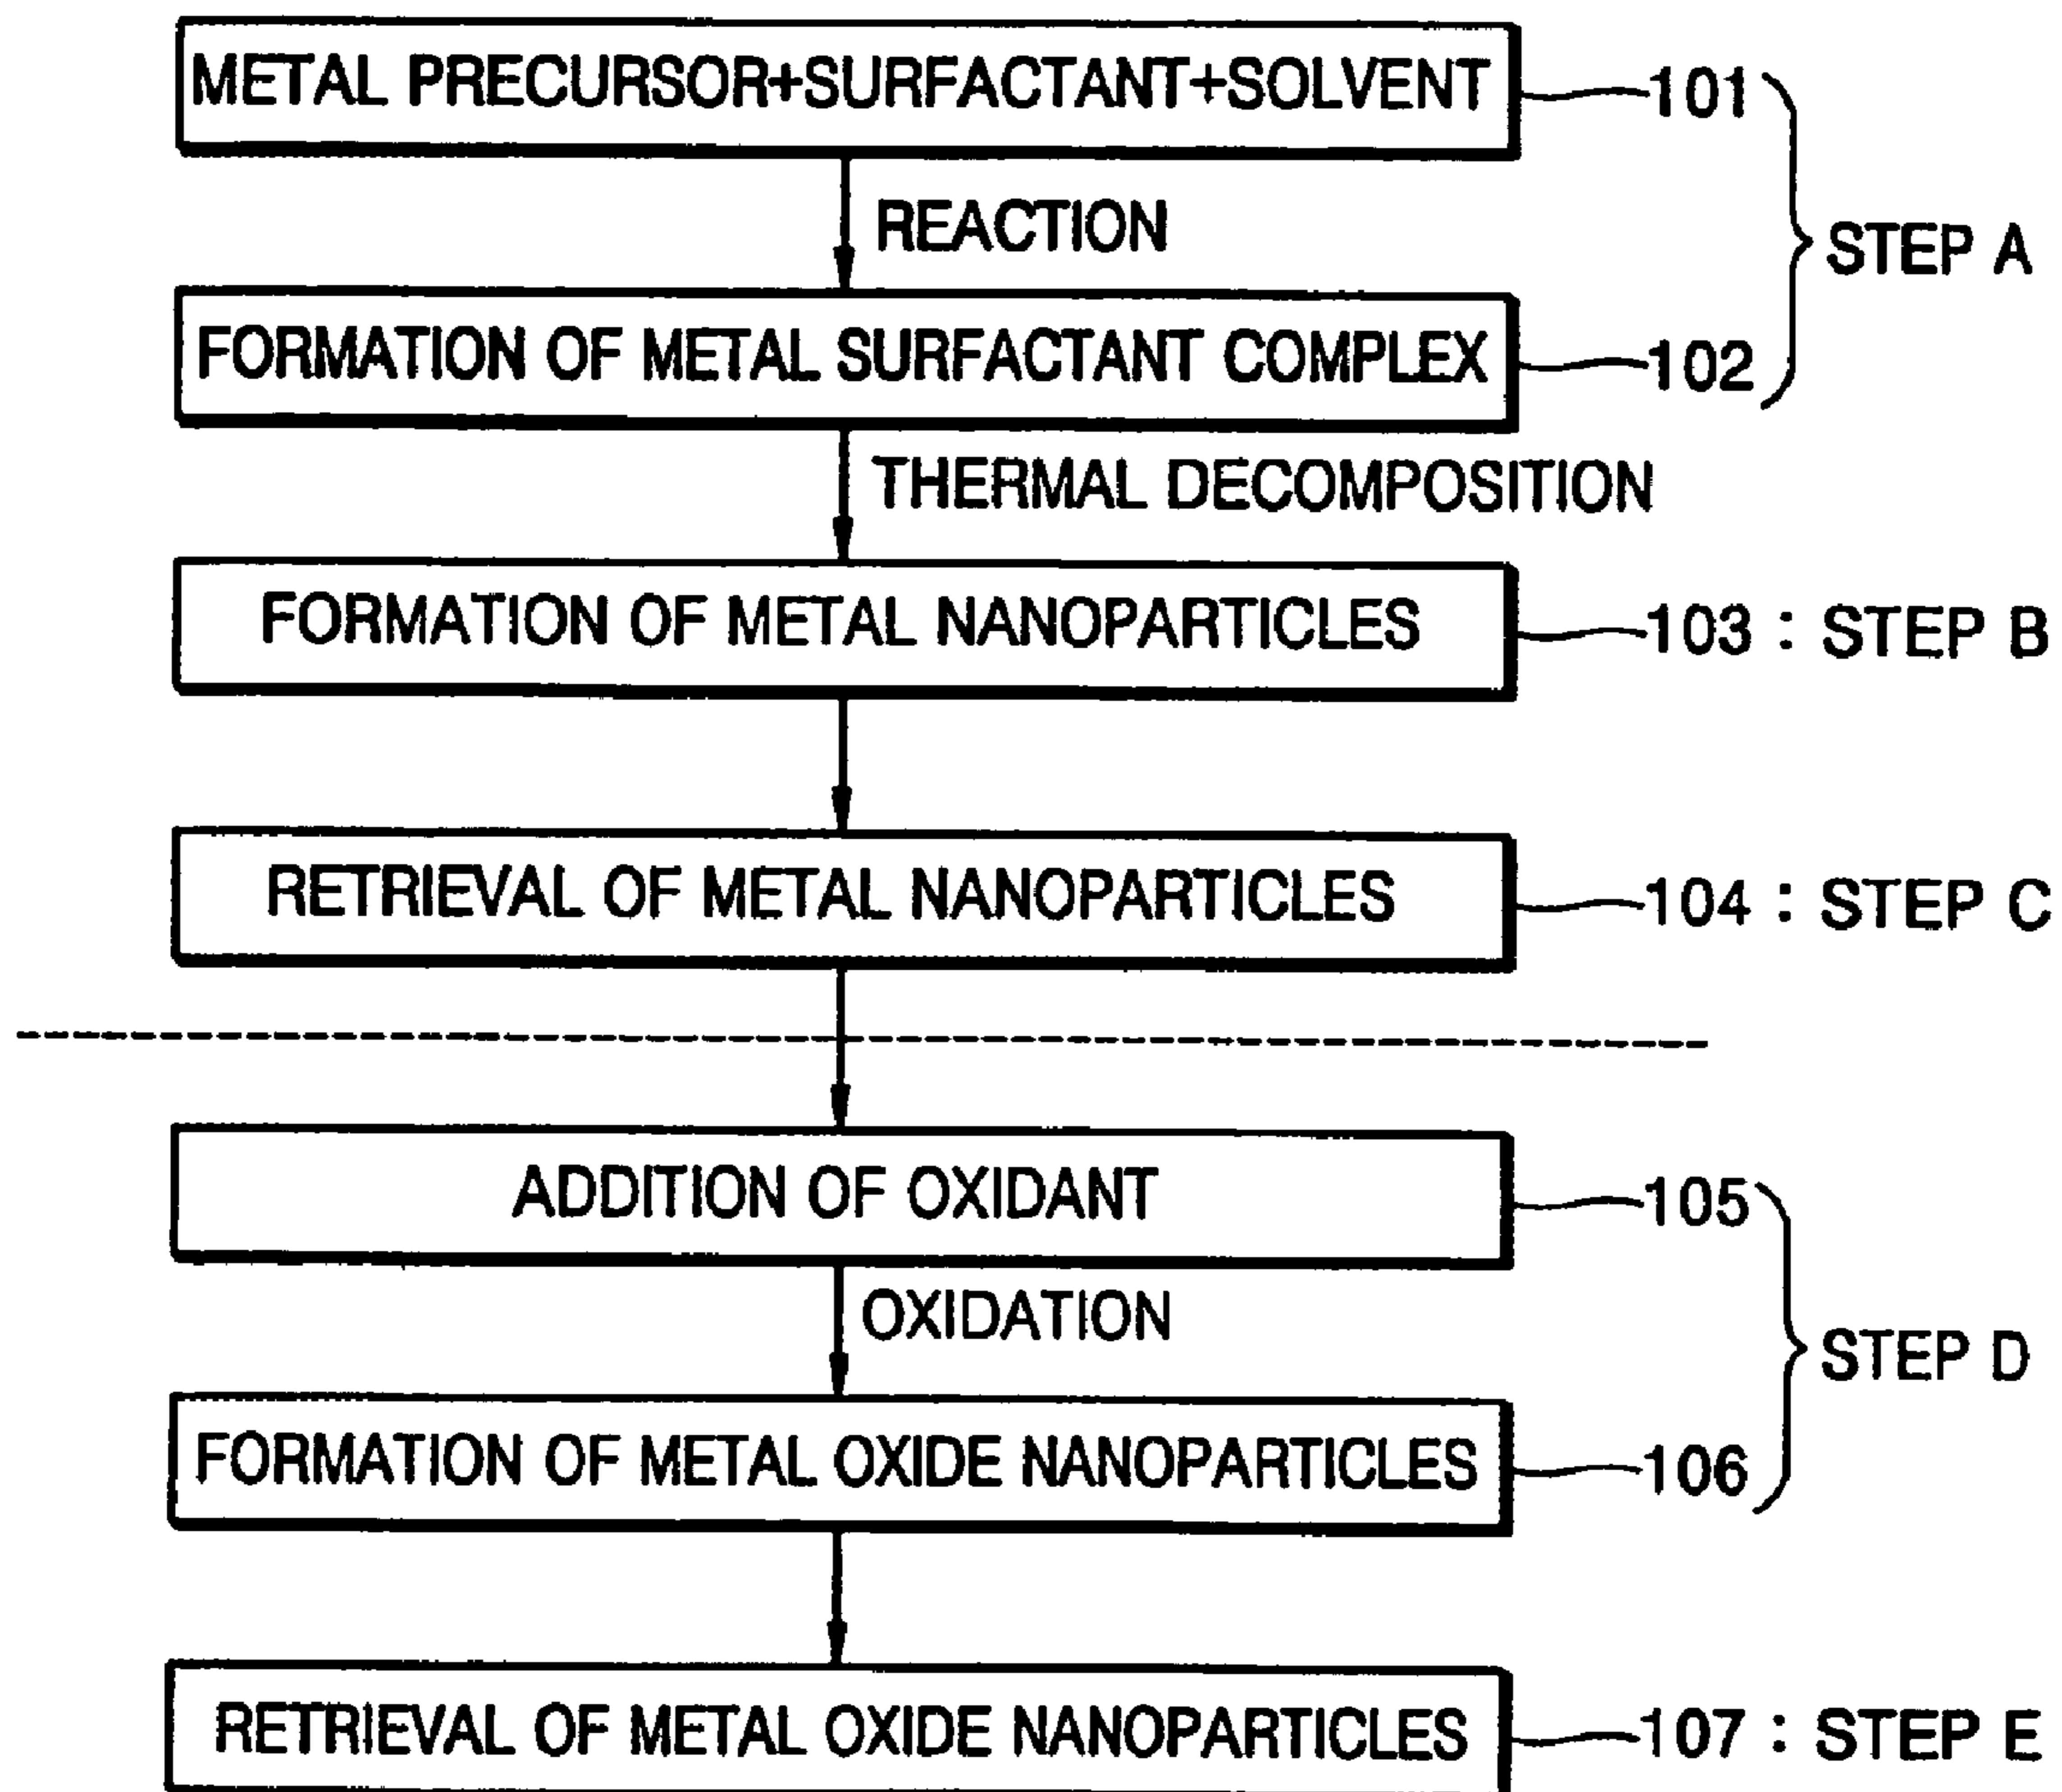 METAL PRECURSOR+SURFACTANT+SOLVENT
101
REACTION
STEP A
FORMATION OF METAL SURFACTANT COMPLEX
102
THERMAL DECOMPOSITION
FORMATION OF METAL NANOPARTICLES
103 : STEP B
RETRIEVAL OF METAL NANOPARTICLES
104 : STEP C
ADDITION OF OXIDANT
105
OXIDATION
STEP D
FORMATION OF METAL OXIDE NANOPARTICLES
106
RETRIEVAL OF METAL OXIDE NANOPARTICLES
107 : STEP E